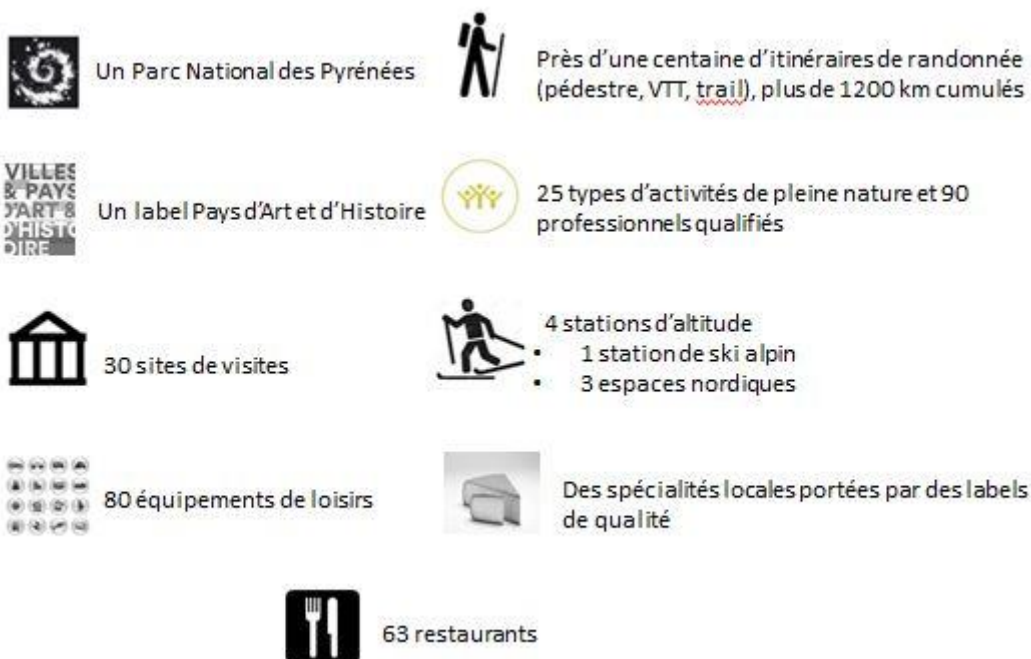 Un Parc National des Pyrénées
Près d'une centaine d'itinéraires de randonnée
(pédestre, VTT, trail), plus de 1200 km cumulés
VILLES
& PAYS
D'ART &
D'HISTO
OIRE
Un label Pays d'Art et d'Histoire
25 types d'activités de pleine nature et 90
professionnels qualifiés
30 sites de visites
4 stations d'altitude
• 1 station de ski alpin
• 3 espaces nordiques
80 équipements de loisirs
Des spécialités locales portées par des labels
de qualité
63 restaurants